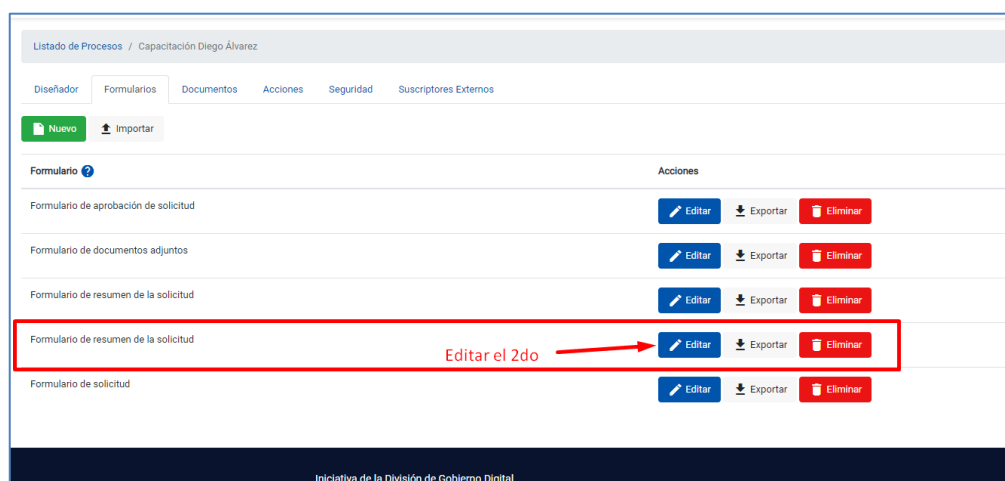 Listado de Procesos / Capacitación Diego Álvarez
Diseñador Formularios Documentos Acciones Seguridad Suscriptores Externos
Nuevo Importar
Formulario ? Acciones
Formulario de aprobación de solicitud Editar Exportar Eliminar
Formulario de documentos adjuntos Editar Exportar Eliminar
Formulario de resumen de la solicitud Editar Exportar Eliminar
Formulario de resumen de la solicitud Editar Exportar Eliminar
Editar el 2do
Formulario de solicitud Editar Exportar Eliminar
Iniciativa de la División de Gobierno Digital